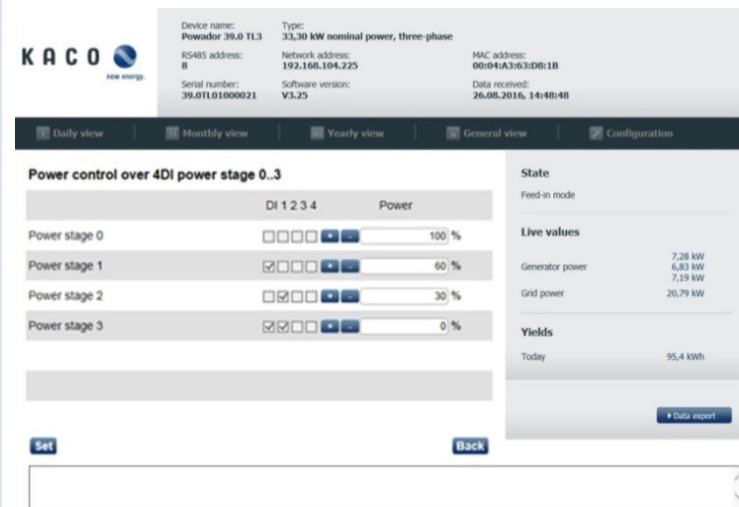 KACO
new energy.
Device name:
Powador 39.0 TL3
Type:
33,30 kW nominal power, three-phase
RS485 address:
8
Network address:
192.168.104.225
MAC address:
00:04:A3:63:D8:1B
Serial number:
39.0TL01000021
Software version:
V3.25
Data received:
26.08.2016, 14:48:48
Daily view
Monthly view
Yearly view
General view
Configuration
Power control over 4DI power stage 0..3
DI 1 2 3 4 Power
Power stage 0 + - 100 %
Power stage 1 + - 60 %
Power stage 2 + - 30 %
Power stage 3 + - 0 %
Set
Back
State
Feed-in mode
Live values
Generator power 7,28 kW
6,83 kW
7,19 kW
Grid power 20,79 kW
Yields
Today 95,4 kWh
Data export